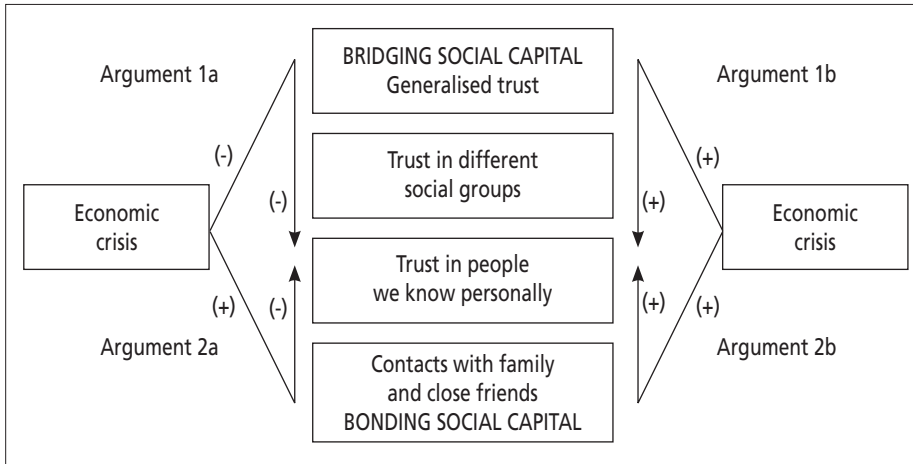 Argument 1a
BRIDGING SOCIAL CAPITAL
Generalised trust
Argument 1b
(-)
(+)
Trust in different
social groups
(-)
(+)
Economic
crisis
Economic
crisis
Trust in people
we know personally
(+)
(-)
(+)
(+)
Argument 2a
Contacts with family
and close friends
BONDING SOCIAL CAPITAL
Argument 2b